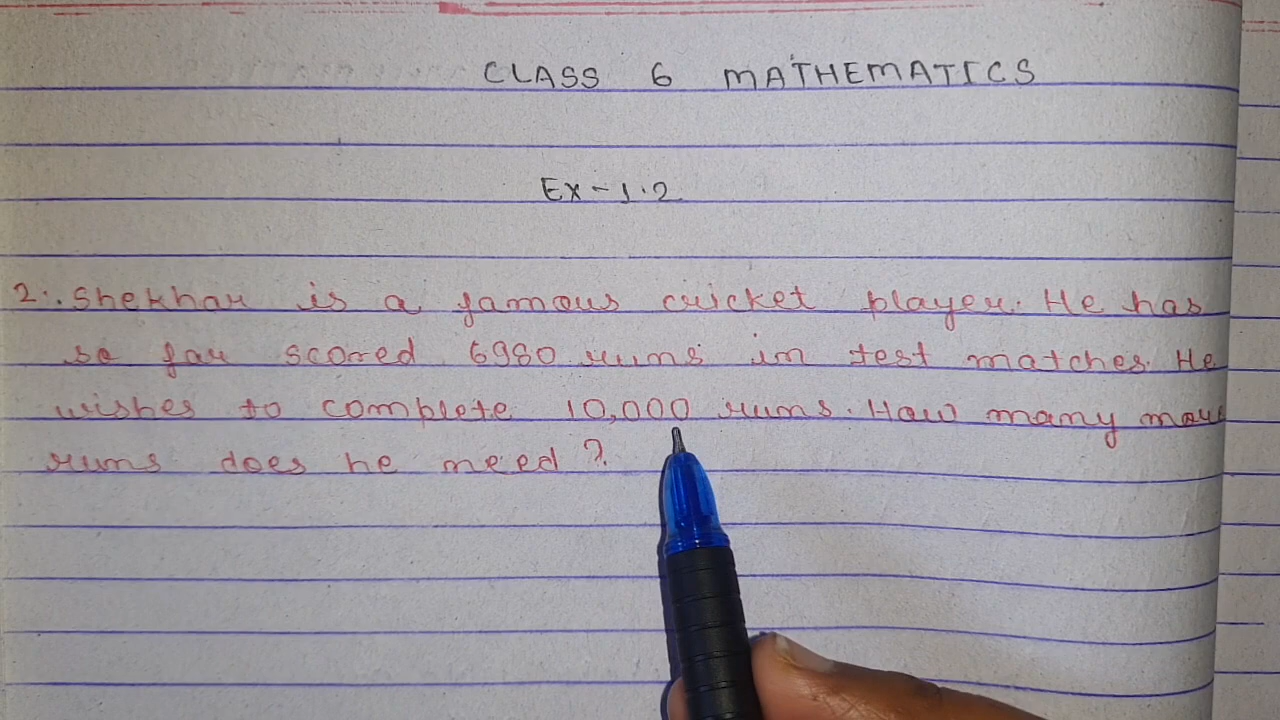 CLASS 6 MATHEMATICS
Ex-1.2
2. Shekhar is a famous cricket player. He has
so far scored 6980 runs in test matches. He
wishes to complete 10,000 runs. How many more
runs does he need ?